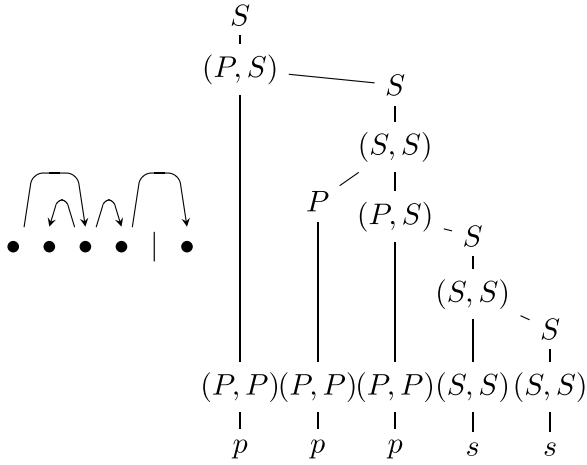 S
(P, S)
S
(S, S)
P
(P, S)
S
(S, S)
S
(P, P)(P, P)(P, P)(S, S)(S, S)
p p p s s